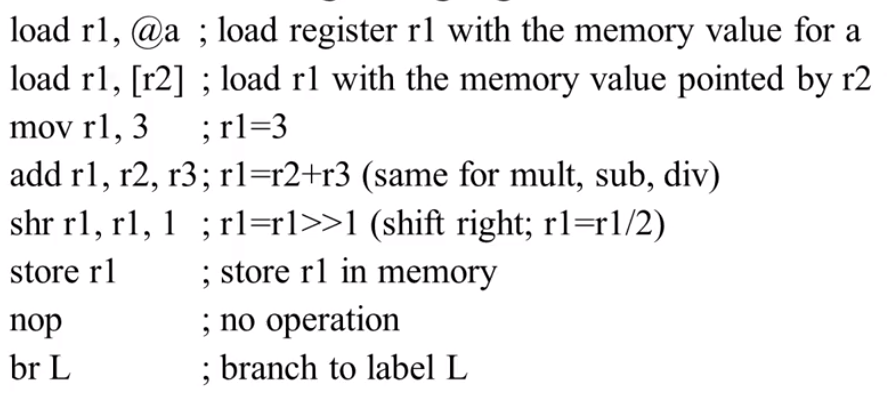 load r1, @a ; load register r1 with the memory value for a
load r1, [r2] ; load r1 with the memory value pointed by r2
mov r1, 3 ; r1=3
add r1, r2, r3; r1=r2+r3 (same for mult, sub, div)
shr r1, r1, 1 ; r1=r1>>1 (shift right; r1=r1/2)
store r1 ; store r1 in memory
nop ; no operation
br L ; branch to label L